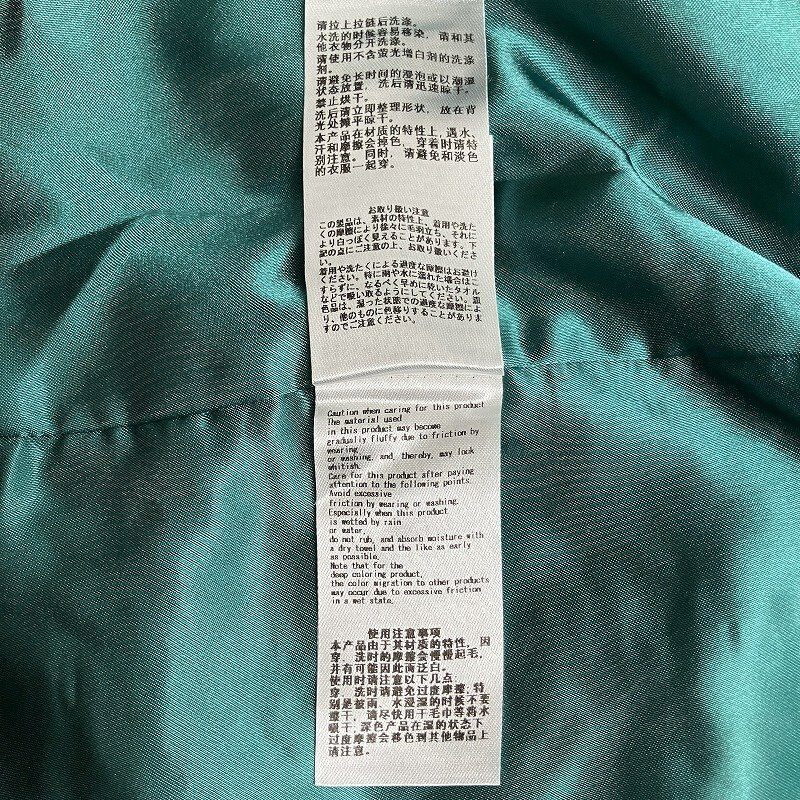 请拉上拉链后洗涤。
水洗的时候容易移染，请和其
他衣物分开洗涤。
请使用不含萤光增白剂的洗涤
剂。
请避免长时间的浸泡或以潮湿
状态放置，洗后请迅速晾干。
禁止烘干。
洗后请立即整理形状，放在背
光处摊平晾干。
本产品在材质的特性上，遇水、
汗和摩擦会掉色，穿着时请特
别注意。同时，请避免和淡色
的衣服一起穿。
お取り扱い注意
この製品は、素材の特性上、着用や洗た
くの摩擦により徐々に毛羽立ち、それに
より白っぽく見えることがあります。下
記の点にご注意の上、お取り扱いくださ
い。
着用や洗たくによる過度な摩擦はお避け
ください。特に雨や水に濡れた場合はこ
すらずに、なるべく早めに乾いたタオル
などで吸い取るようにしてください。濃
色品は、湿った状態での過度な摩擦によ
り、他のものに色移りすることがありま
すのでご注意ください。
Caution when caring for this product
The material used
in this product may become
gradually fluffy due to friction by
wearing
or washing, and, thereby, may look
whitish.
Care for this product after paying
attention to the following points.
Avoid excessive
friction by wearing or washing.
Especially when this product
is wetted by rain
or water,
do not rub, and absorb moisture with
a dry towel and the like as early
as possible.
Note that for the
deep coloring product,
the color migration to other products
may occur due to excessive friction
in a wet state.
使用注意事项
本产品由于其材质的特性，因
穿、洗时的摩擦会慢慢起毛，
并有可能因此而泛白。
使用时请注意以下几点：
穿、洗时请避免过度摩擦；特
别是被雨、水浸湿的时候不要
搓干，请尽快用干毛巾等将水
吸干；深色产品在湿的状态下
过度摩擦会移色到其他物品上
请注意。